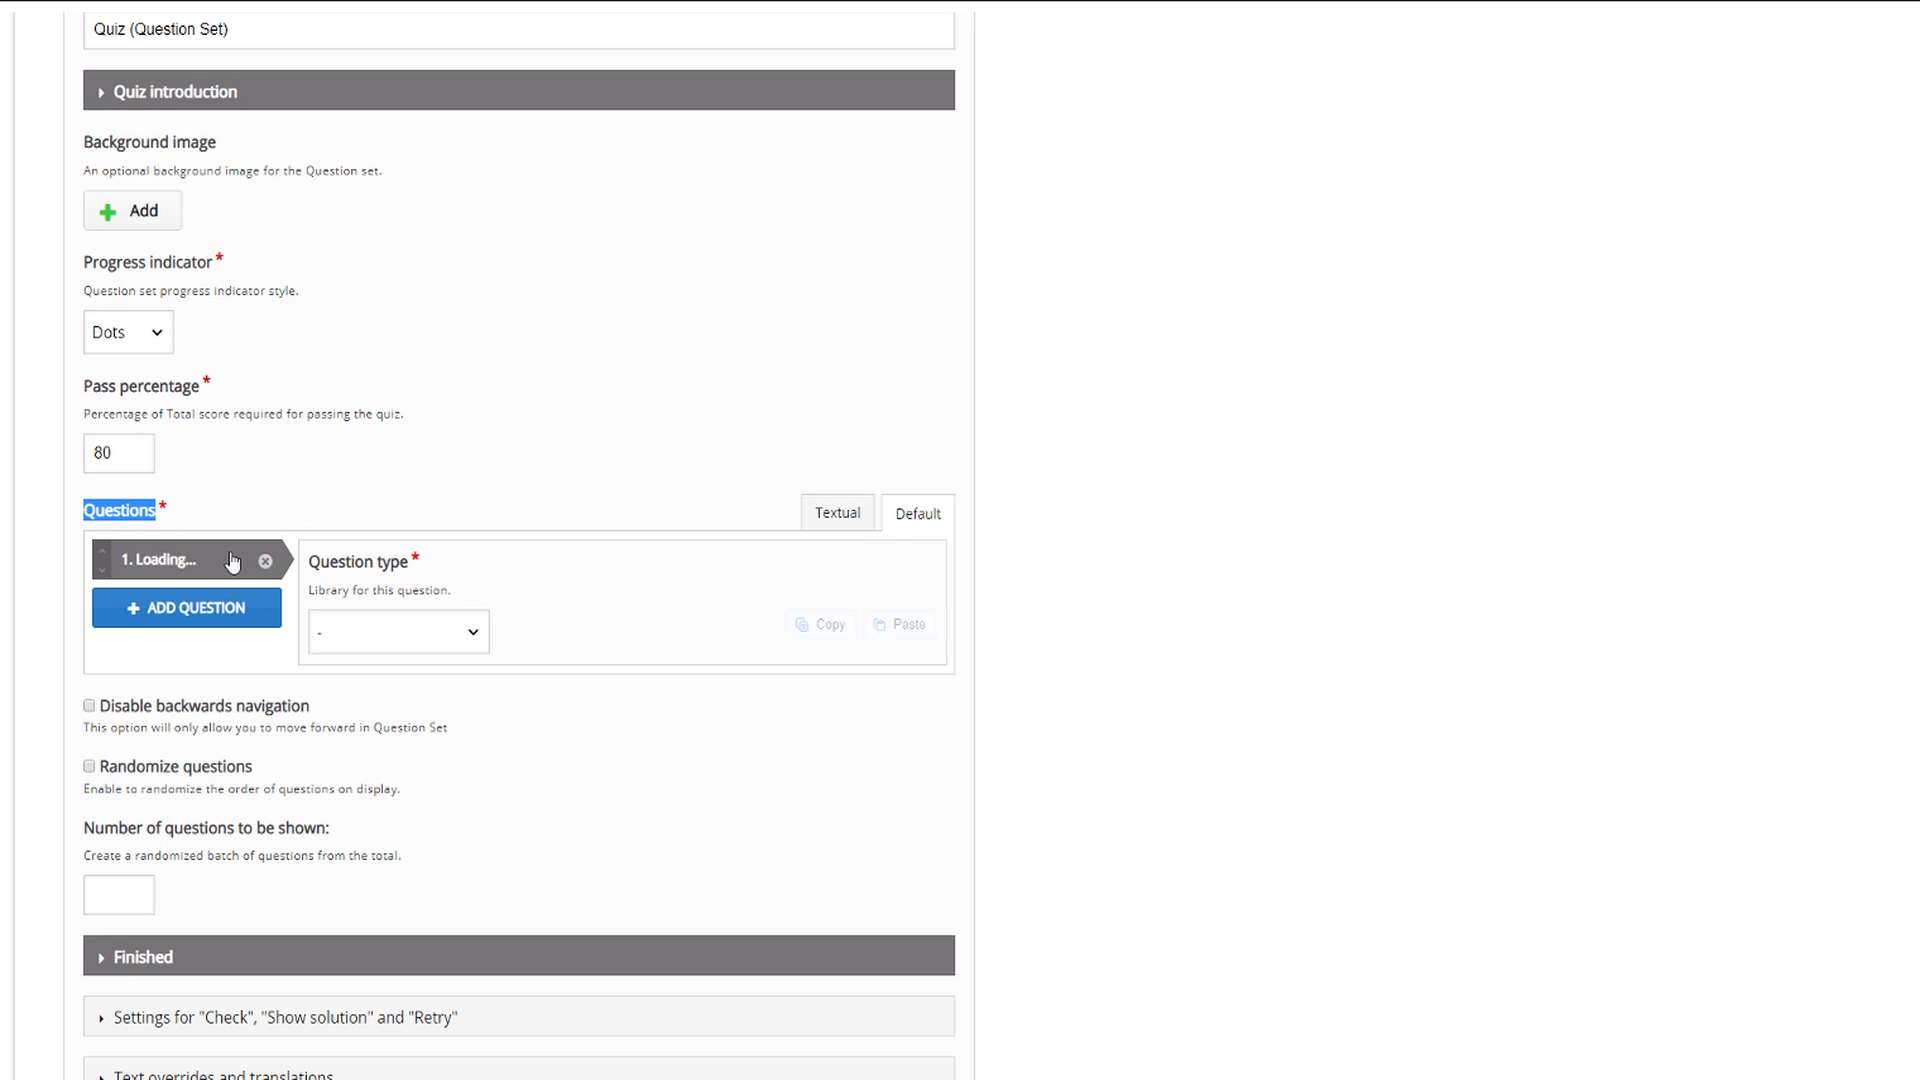 Quiz (Question Set)
Quiz introduction
Background image
An optional background image for the Question set.
Add
Progress indicator *
Question set progress indicator style.
Dots
Pass percentage *
Percentage of Total score required for passing the quiz.
80
Questions *
Textual
Default
1. Loading...
ADD QUESTION
Question type *
Library for this question.
-
Copy
Paste
Disable backwards navigation
This option will only allow you to move forward in Question Set
Randomize questions
Enable to randomize the order of questions on display.
Number of questions to be shown:
Create a randomized batch of questions from the total.
Finished
Settings for "Check", "Show solution" and "Retry"
Text overrides and translations